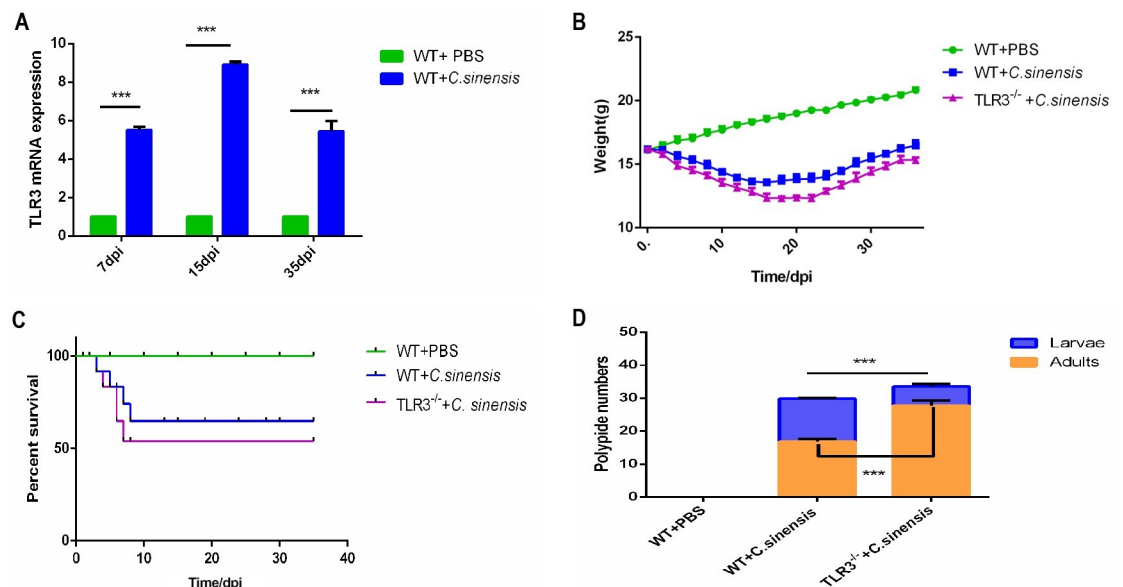 A
TLR3 mRNA expression
10
8
6
4
2
0
***
***
***
7dpi
15dpi
35dpi
WT+ PBS
WT+C.sinensis
B
Weight(g)
25
20
15
10
0.
10
20
30
Time/dpi
WT+PBS
WT+C.sinensis
TLR3-/- +C.sinensis
C
Percent survival
100
50
0
0
10
20
30
40
Time/dpi
WT+PBS
WT+C.sinensis
TLR3-/-+C. sinensis
D
Polypide numbers
50
40
30
20
10
0
***
***
WT+PBS
WT+C.sinensis
TLR3-/-+C.sinensis
Larvae
Adults